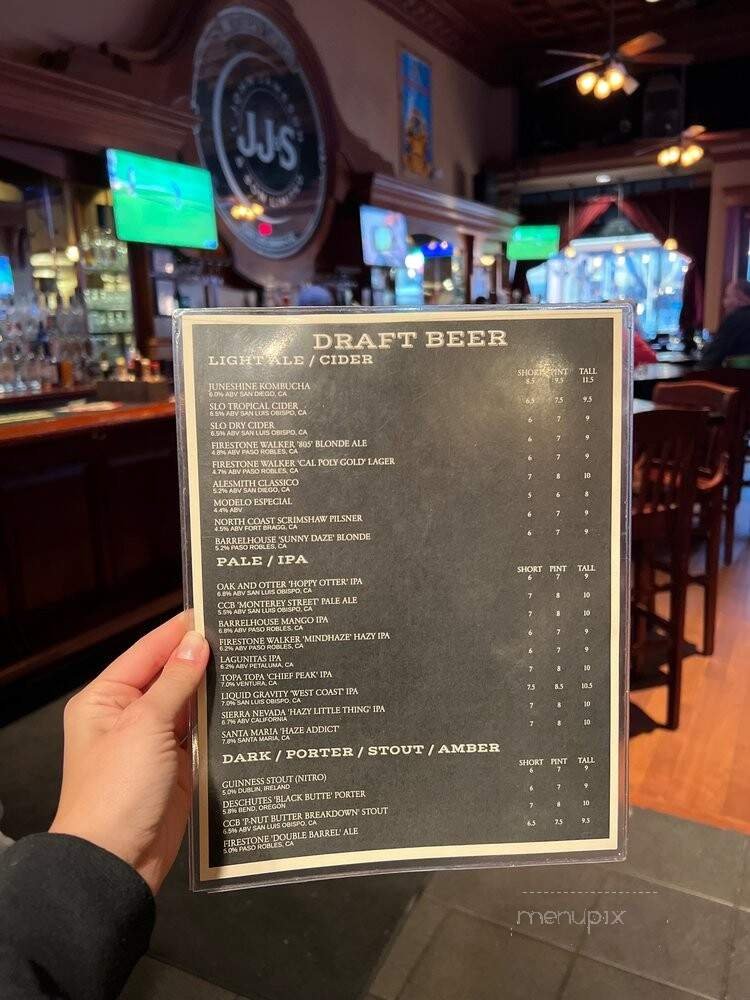 JJ&S
DRAFT BEER
LIGHT ALE / CIDER
SHORT PINT TALL
JUNESHINE KOMBUCHA 8.5 9.5 11.5
6.0% ABV SAN DIEGO, CA
SLO TROPICAL CIDER 6.5 7.5 9.5
6.5% ABV SAN LUIS OBISPO, CA
SLO DRY CIDER 6 7 9
6.5% ABV SAN LUIS OBISPO, CA
FIRESTONE WALKER '805' BLONDE ALE 6 7 9
4.8% ABV PASO ROBLES, CA
FIRESTONE WALKER 'CAL POLY GOLD' LAGER 6 7 9
4.7% ABV PASO ROBLES, CA
ALESMITH CLASSICO 7 8 10
5.2% ABV SAN DIEGO, CA
MODELO ESPECIAL 5 6 8
4.4% ABV
NORTH COAST SCRIMSHAW PILSNER 6 7 9
4.5% ABV FORT BRAGG, CA
BARRELHOUSE 'SUNNY DAZE' BLONDE 6 7 9
5.2% PASO ROBLES, CA
PALE / IPA
SHORT PINT TALL
OAK AND OTTER 'HOPPY OTTER' IPA 6 7 9
6.8% ABV SAN LUIS OBISPO, CA
CCB 'MONTEREY STREET' PALE ALE 7 8 10
5.5% ABV SAN LUIS OBISPO, CA
BARRELHOUSE MANGO IPA 7 8 10
6.8% ABV PASO ROBLES, CA
FIRESTONE WALKER 'MINDHAZE' HAZY IPA 6 7 9
6.2% ABV PASO ROBLES, CA
LAGUNITAS IPA 6 7 9
6.2% ABV PETALUMA, CA
TOPA TOPA 'CHIEF PEAK' IPA 7 8 10
7.0% VENTURA, CA
LIQUID GRAVITY 'WEST COAST' IPA 7.5 8.5 10.5
7.0% SAN LUIS OBISPO, CA
SIERRA NEVADA 'HAZY LITTLE THING' IPA 7 8 10
6.7% ABV CALIFORNIA
SANTA MARIA 'HAZE ADDICT' 7 8 10
7.8% SANTA MARIA, CA
DARK / PORTER / STOUT / AMBER
SHORT PINT TALL
GUINNESS STOUT (NITRO) 6 7 9
5.0% DUBLIN, IRELAND
DESCHUTES 'BLACK BUTTE' PORTER 6 7 9
5.8% BEND, OREGON
CCB 'P-NUT BUTTER BREAKDOWN' STOUT 7 8 10
6.5% ABV SAN LUIS OBISPO, CA
FIRESTONE 'DOUBLE BARREL' ALE 6.5 7.5 9.5
5.0% PASO ROBLES, CA
menupix